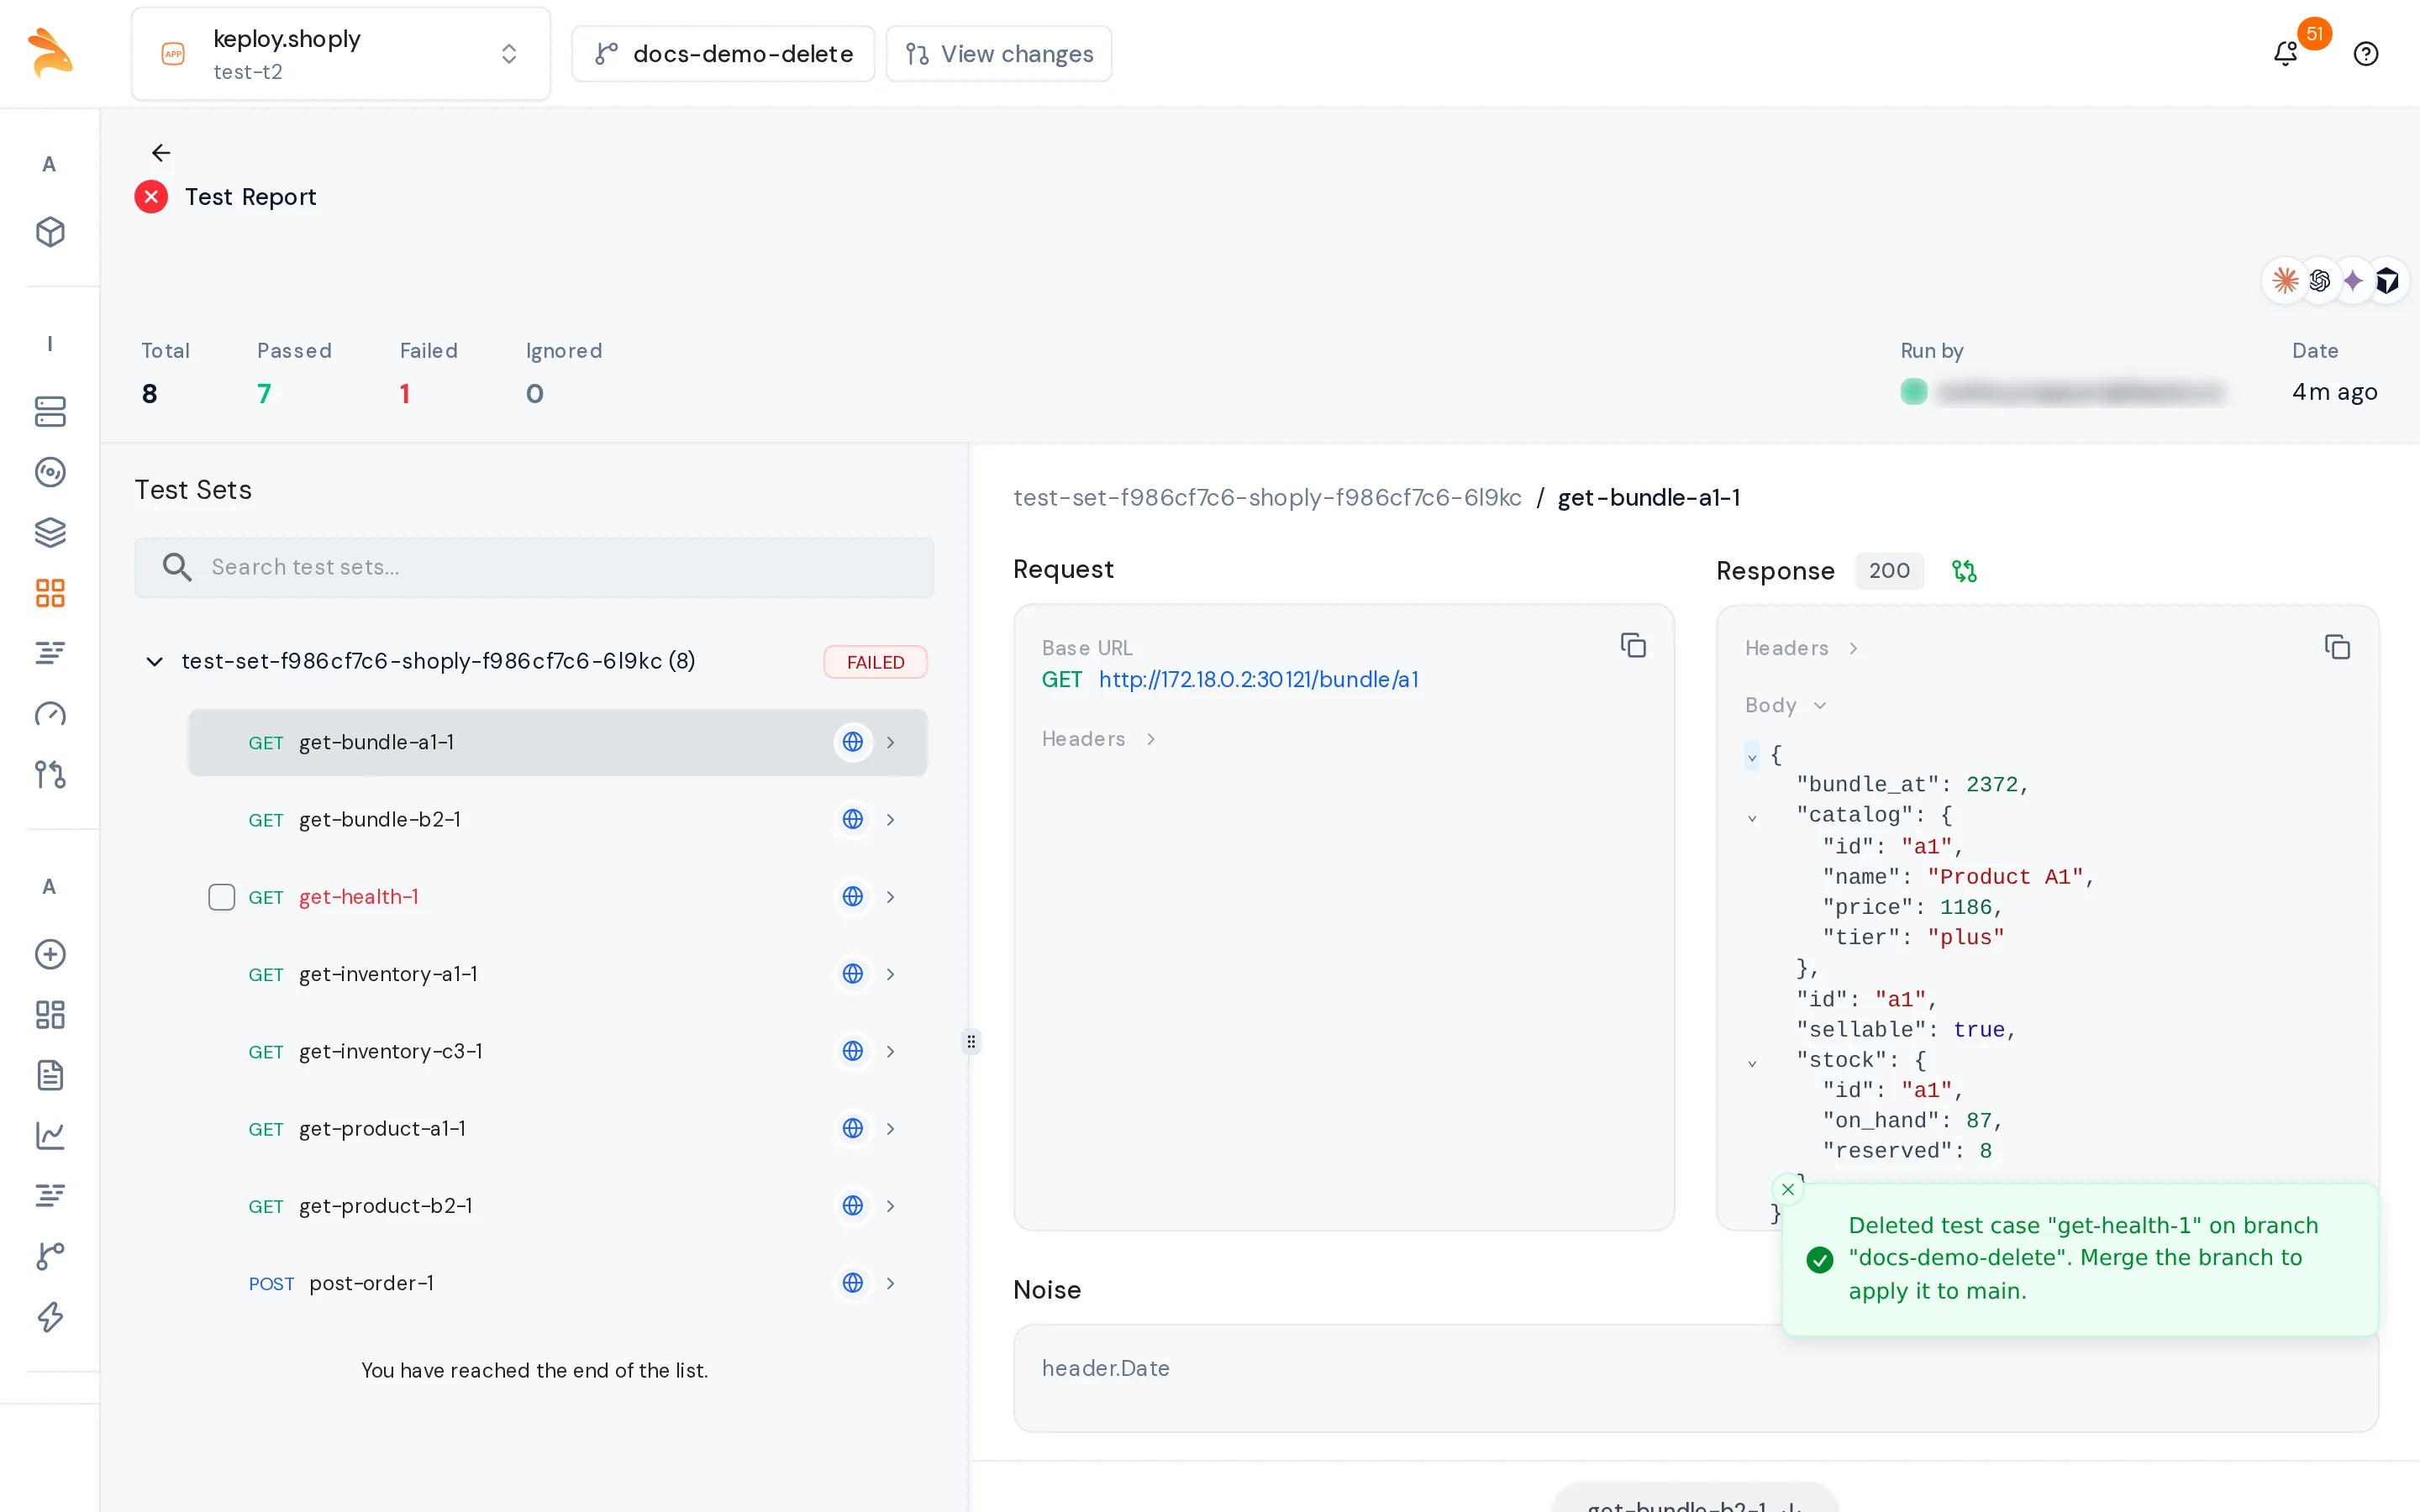 APP
keploy.shoply
test-t2
docs-demo-delete
View changes
51
A
Test Report
Total
8
Passed
7
Failed
1
Ignored
0
Run by
Date
4m ago
I
A
Test Sets
Search test sets...
test-set-f986cf7c6-shoply-f986cf7c6-6l9kc (8)
FAILED
GET get-bundle-a1-1
GET get-bundle-b2-1
GET get-health-1
GET get-inventory-a1-1
GET get-inventory-c3-1
GET get-product-a1-1
GET get-product-b2-1
POST post-order-1
You have reached the end of the list.
test-set-f986cf7c6-shoply-f986cf7c6-6l9kc / get-bundle-a1-1
Request
Base URL
GET http://172.18.0.2:30121/bundle/a1
Headers
Response 200
Headers
Body
{
"bundle_at": 2372,
"catalog": {
"id": "a1",
"name": "Product A1",
"price": 1186,
"tier": "plus"
},
"id": "a1",
"sellable": true,
"stock": {
"id": "a1",
"on_hand": 87,
"reserved": 8
}
}
Deleted test case "get-health-1" on branch
"docs-demo-delete". Merge the branch to
apply it to main.
Noise
header.Date
get-bundle-b2-1